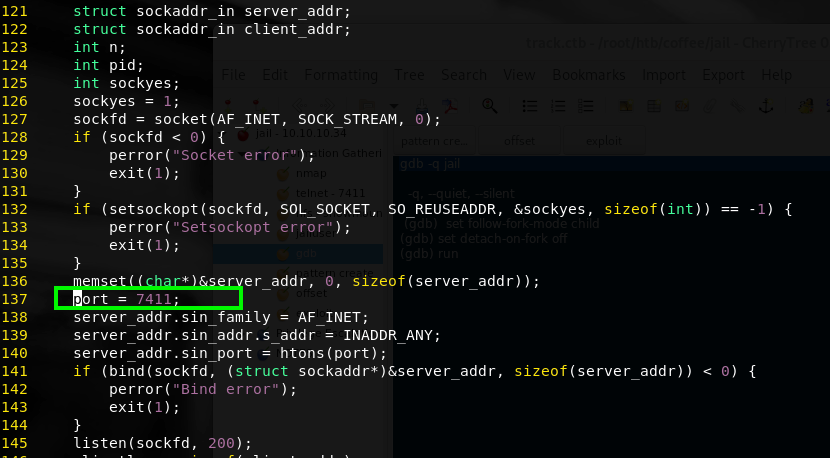 track.ctb - /root/htb/coffee/jail - CherryTree 0
File Edit Formatting Tree Search View Bookmarks Import Export Help
Jail - 10.10.10.34
nmap
telnet - 7411
gdb
pattern create
offset
pattern cre... offset exploit
gdb -q jail
-q, --quiet, --silent
(gdb) set follow-fork-mode child
(gdb) set detach-on-fork off
(gdb) run
121 struct sockaddr_in server_addr;
122 struct sockaddr_in client_addr;
123 int n;
124 int pid;
125 int sockyes;
126 sockyes = 1;
127 sockfd = socket(AF_INET, SOCK_STREAM, 0);
128 if (sockfd < 0) {
129 perror("Socket error");
130 exit(1);
131 }
132 if (setsockopt(sockfd, SOL_SOCKET, SO_REUSEADDR, &sockyes, sizeof(int)) == -1) {
133 perror("Setsockopt error");
134 exit(1);
135 }
136 memset((char*)&server_addr, 0, sizeof(server_addr));
137 port = 7411;
138 server_addr.sin_family = AF_INET;
139 server_addr.sin_addr.s_addr = INADDR_ANY;
140 server_addr.sin_port = htons(port);
141 if (bind(sockfd, (struct sockaddr*)&server_addr, sizeof(server_addr)) < 0) {
142 perror("Bind error");
143 exit(1);
144 }
145 listen(sockfd, 200);